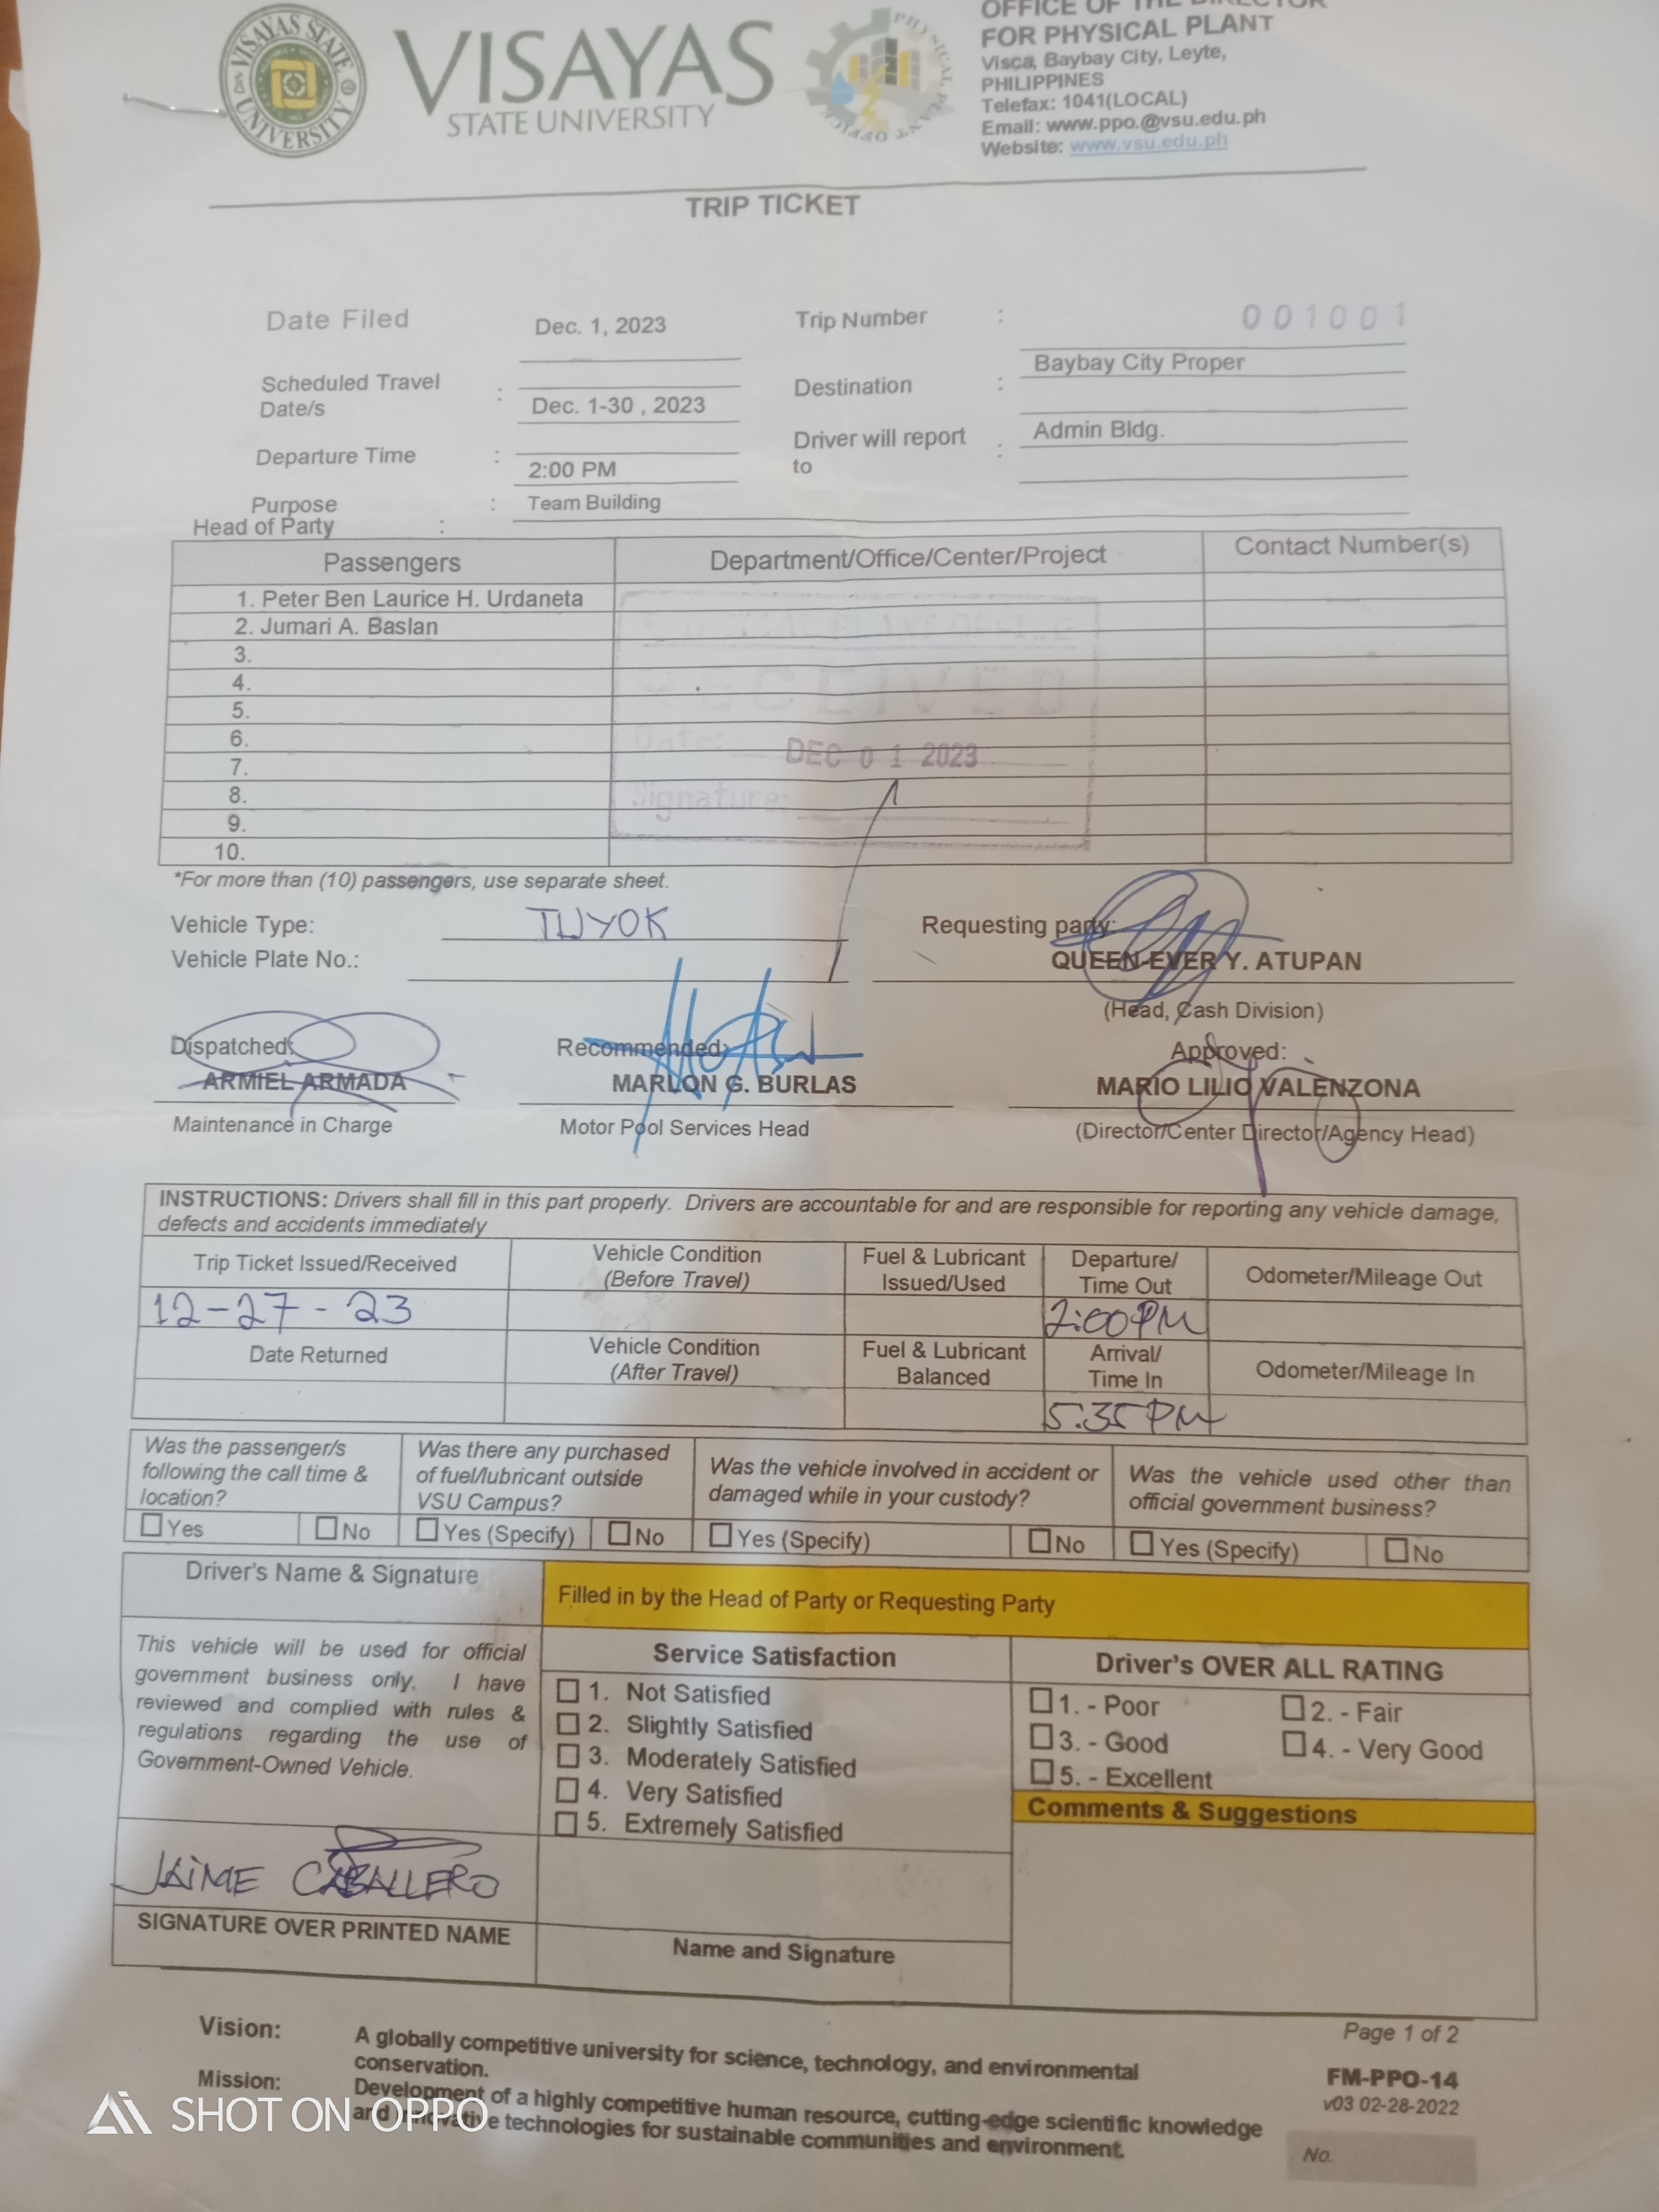 VISAYAS STATE UNIVERSITY
VISAYAS
STATE UNIVERSITY
PHYSICAL PLANT OFFICE
OFFICE OF THE DIRECTOR
FOR PHYSICAL PLANT
Visca, Baybay City, Leyte,
PHILIPPINES
Telefax: 1041(LOCAL)
Email: www.ppo.@vsu.edu.ph
Website: www.vsu.edu.ph
TRIP TICKET
Date Filed Dec. 1, 2023 Trip Number : 001001
Scheduled Travel Date/s : Dec. 1-30 , 2023 Destination : Baybay City Proper
Departure Time : 2:00 PM Driver will report to : Admin Bldg.
Purpose : Team Building
Head of Party :
Passengers Department/Office/Center/Project Contact Number(s)
1. Peter Ben Laurice H. Urdaneta
2. Jumari A. Baslan
3.
4.
5.
6.
7.
8.
9.
10.
RECEIVED
Date: DEC 01 2023
Signature:
*For more than (10) passengers, use separate sheet.
Vehicle Type: TUYOK Requesting party:
Vehicle Plate No.: QUEEN-EVER Y. ATUPAN
(Head, Cash Division)
Dispatched: Recommended: Approved:
ARMIEL ARMADA MARLON G. BURLAS MARIO LILIO VALENZONA
Maintenance in Charge Motor Pool Services Head (Director/Center Director/Agency Head)
INSTRUCTIONS: Drivers shall fill in this part properly. Drivers are accountable for and are responsible for reporting any vehicle damage,
defects and accidents immediately
Trip Ticket Issued/Received Vehicle Condition (Before Travel) Fuel & Lubricant Issued/Used Departure/ Time Out Odometer/Mileage Out
12-27-23 2:00PM
Date Returned Vehicle Condition (After Travel) Fuel & Lubricant Balanced Arrival/ Time In Odometer/Mileage In
5:35 PM
Was the passenger/s following the call time & location? Was there any purchased of fuel/lubricant outside VSU Campus? Was the vehicle involved in accident or damaged while in your custody? Was the vehicle used other than official government business?
Yes No Yes (Specify) No Yes (Specify) No Yes (Specify) No
Driver's Name & Signature
Filled in by the Head of Party or Requesting Party
This vehicle will be used for official
government business only. I have
reviewed and complied with rules &
regulations regarding the use of
Government-Owned Vehicle.
JAIME CABALLERO
SIGNATURE OVER PRINTED NAME
Service Satisfaction
1. Not Satisfied
2. Slightly Satisfied
3. Moderately Satisfied
4. Very Satisfied
5. Extremely Satisfied
Name and Signature
Driver's OVER ALL RATING
1. - Poor 2. - Fair
3. - Good 4. - Very Good
5. - Excellent
Comments & Suggestions
Vision: A globally competitive university for science, technology, and environmental
conservation.
Mission: Development of a highly competitive human resource, cutting-edge scientific knowledge
and innovative technologies for sustainable communities and environment.
Page 1 of 2
FM-PPO-14
v03 02-28-2022
No.
SHOT ON OPPO